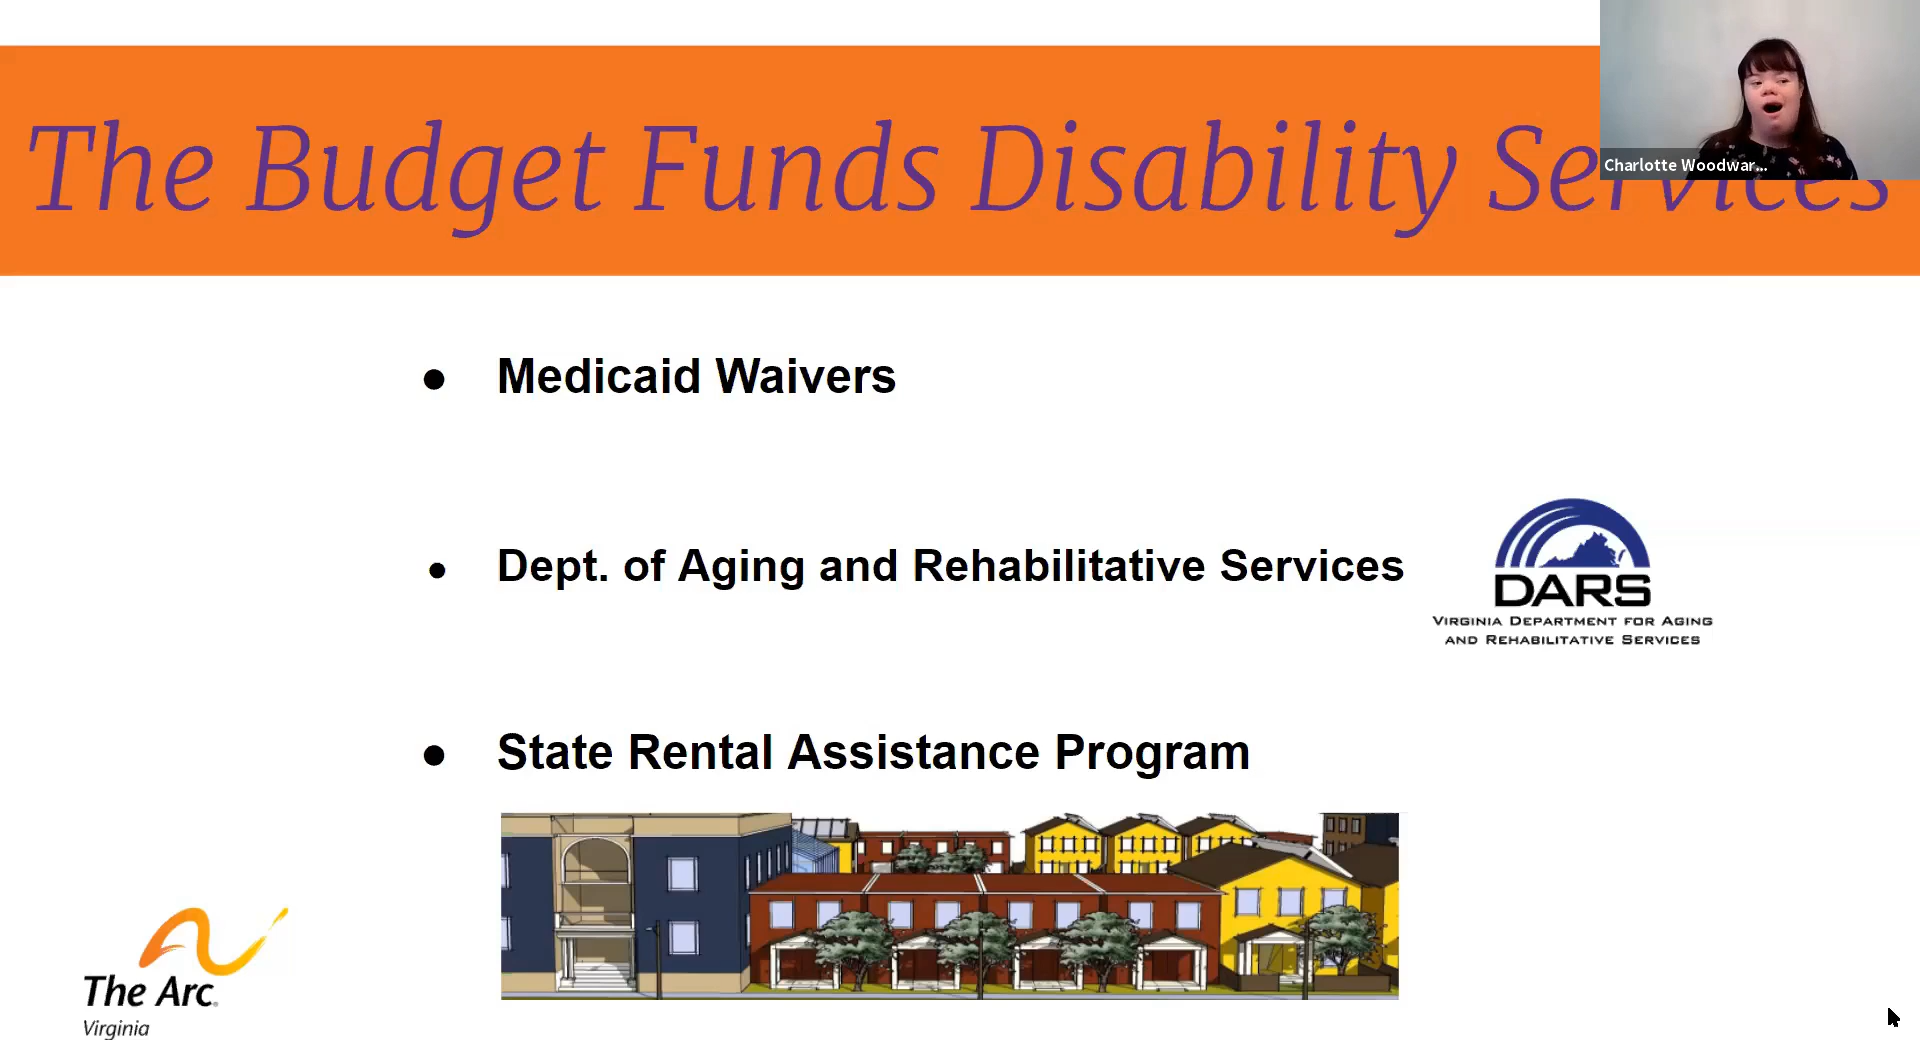 The Budget Funds Disability Services
Charlotte Woodwar...
● Medicaid Waivers
● Dept. of Aging and Rehabilitative Services
DARS
VIRGINIA DEPARTMENT FOR AGING
AND REHABILITATIVE SERVICES
● State Rental Assistance Program
The Arc®
Virginia